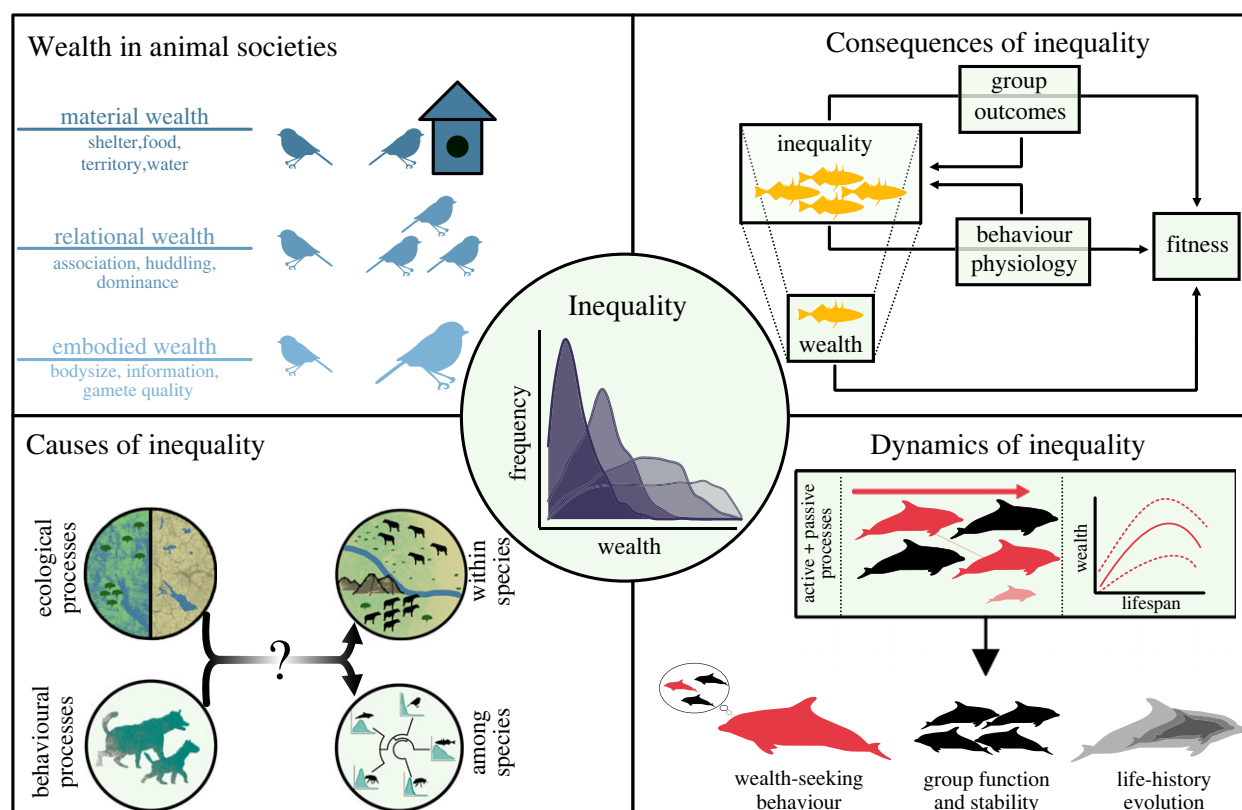 Wealth in animal societies
material wealth
shelter,food,
territory,water
relational wealth
association, huddling,
dominance
embodied wealth
bodysize, information,
gamete quality
Consequences of inequality
group
outcomes
inequality
behaviour
physiology
fitness
wealth
Inequality
frequency
wealth
Causes of inequality
ecological
processes
behavioural
processes
?
within
species
among
species
Dynamics of inequality
active + passive
processes
wealth
lifespan
wealth-seeking
behaviour
group function
and stability
life-history
evolution